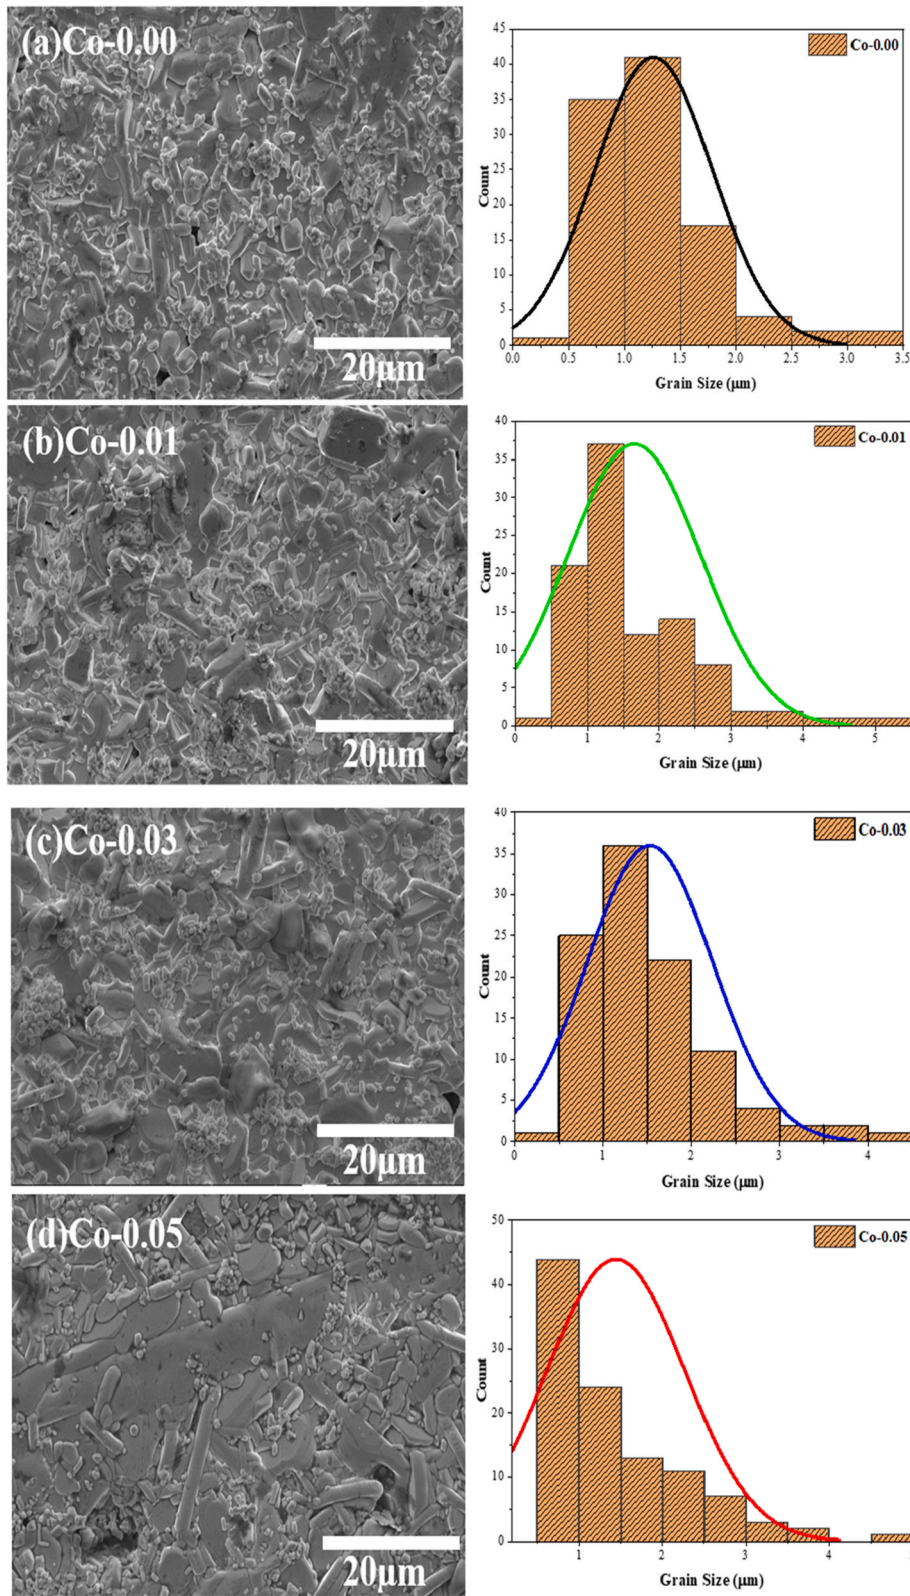 (a)Co-0.00
20μm
45
40
35
30
25
20
15
10
5
0
Count
Co-0.00
0.0 0.5 1.0 1.5 2.0 2.5 3.0 3.5
Grain Size (μm)
(b)Co-0.01
20μm
40
35
30
25
20
15
10
5
0
Count
Co-0.01
0 1 2 3 4 5
Grain Size (μm)
(c)Co-0.03
20μm
40
35
30
25
20
15
10
5
0
Count
Co-0.03
0 1 2 3 4
Grain Size (μm)
(d)Co-0.05
20μm
50
40
30
20
10
0
Count
Co-0.05
1 2 3 4
Grain Size (μm)